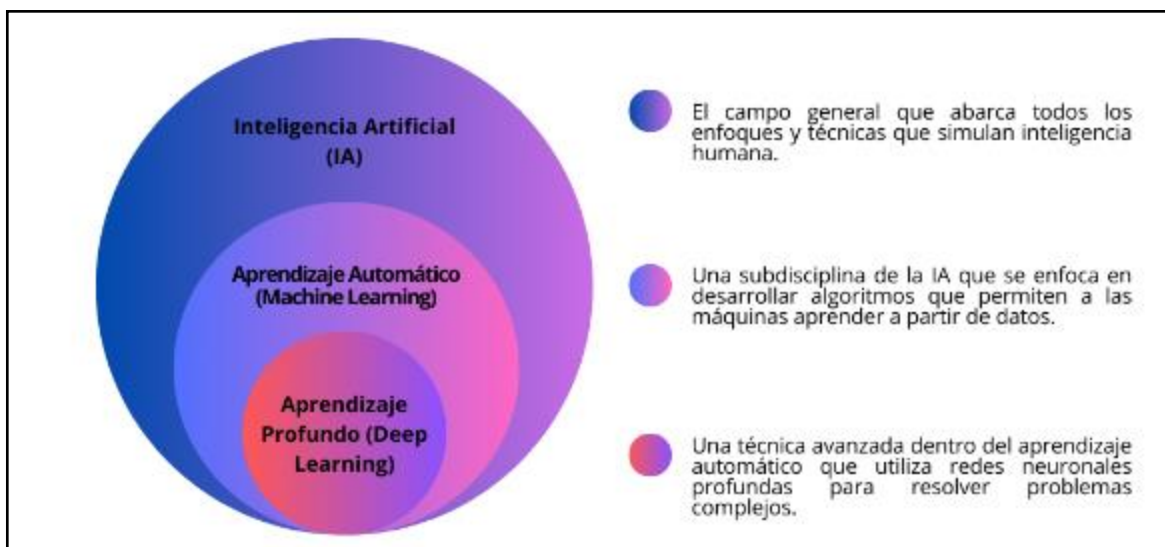 Inteligencia Artificial
(IA)
Aprendizaje Automático
(Machine Learning)
Aprendizaje
Profundo (Deep
Learning)
El campo general que abarca todos los
enfoques y técnicas que simulan inteligencia
humana.
Una subdisciplina de la IA que se enfoca en
desarrollar algoritmos que permiten a las
máquinas aprender a partir de datos.
Una técnica avanzada dentro del aprendizaje
automático que utiliza redes neuronales
profundas para resolver problemas
complejos.